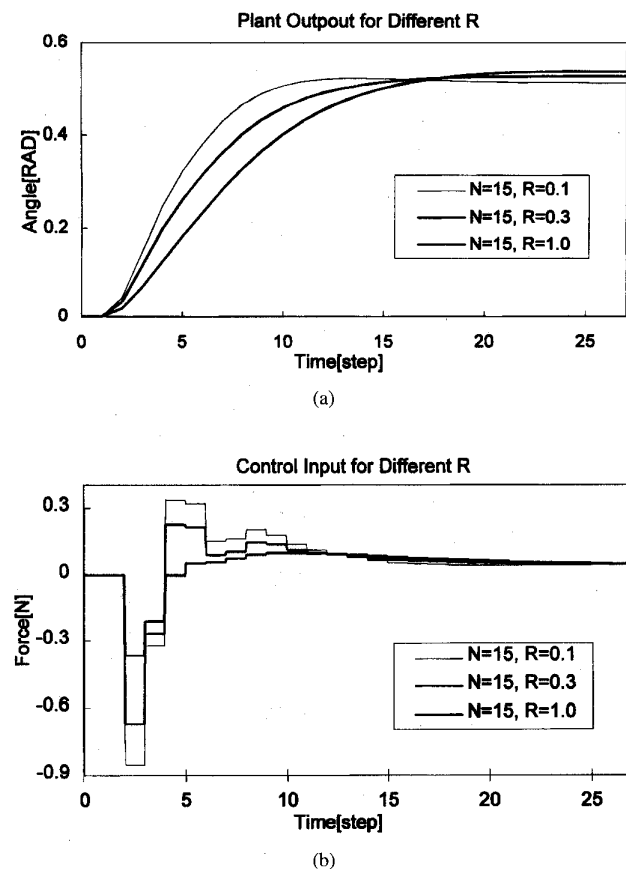 Plant Outpout for Different R
0.6
0.4
0.2
0
Angle[RAD]
N=15, R=0.1
N=15, R=0.3
N=15, R=1.0
0 5 10 15 20 25
Time[step]
(a)
Control Input for Different R
0.3
0
-0.3
-0.6
-0.9
Force[N]
N=15, R=0.1
N=15, R=0.3
N=15, R=1.0
0 5 10 15 20 25
Time[step]
(b)